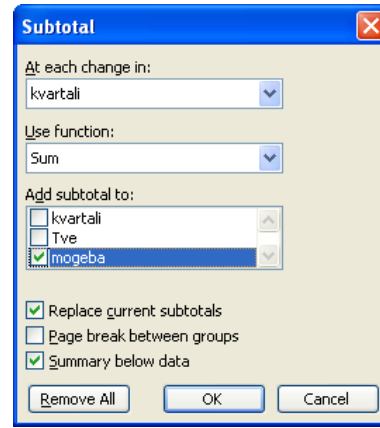 Subtotal
At each change in:
kvartali
Use function:
Sum
Add subtotal to:
kvartali
Tve
mogeba
Replace current subtotals
Page break between groups
Summary below data
Remove All OK Cancel